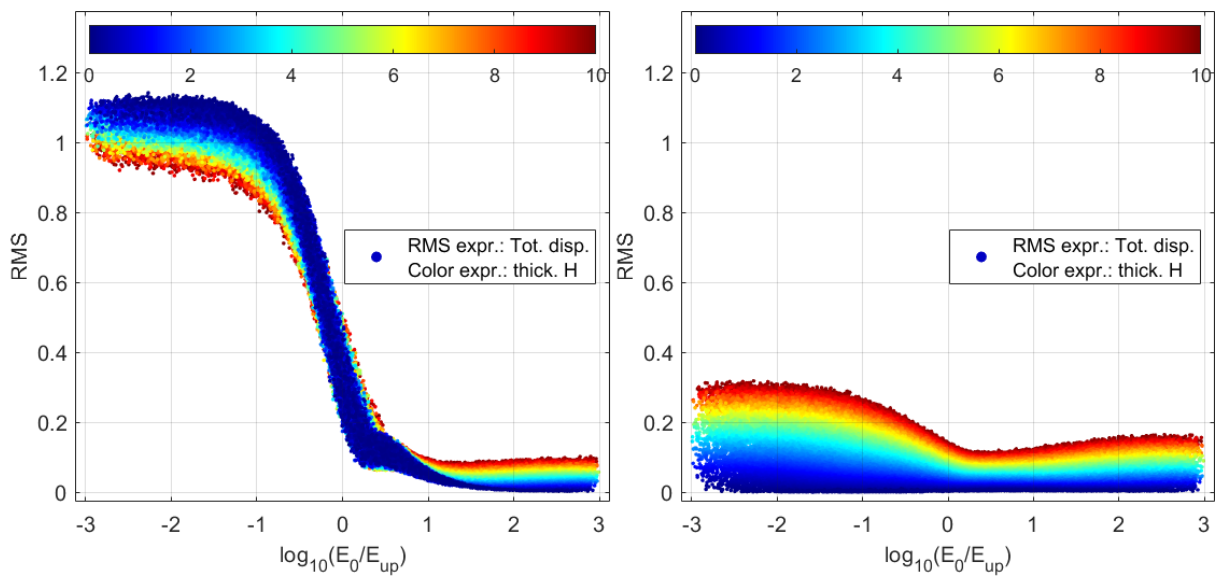 0 2 4 6 8 10
1.2
1
0.8
0.6
0.4
0.2
0
RMS
RMS expr.: Tot. disp.
Color expr.: thick. H
-3 -2 -1 0 1 2 3
log10(E0/Eup)
0 2 4 6 8 10
1.2
1
0.8
0.6
0.4
0.2
0
RMS
RMS expr.: Tot. disp.
Color expr.: thick. H
-3 -2 -1 0 1 2 3
log10(E0/Eup)